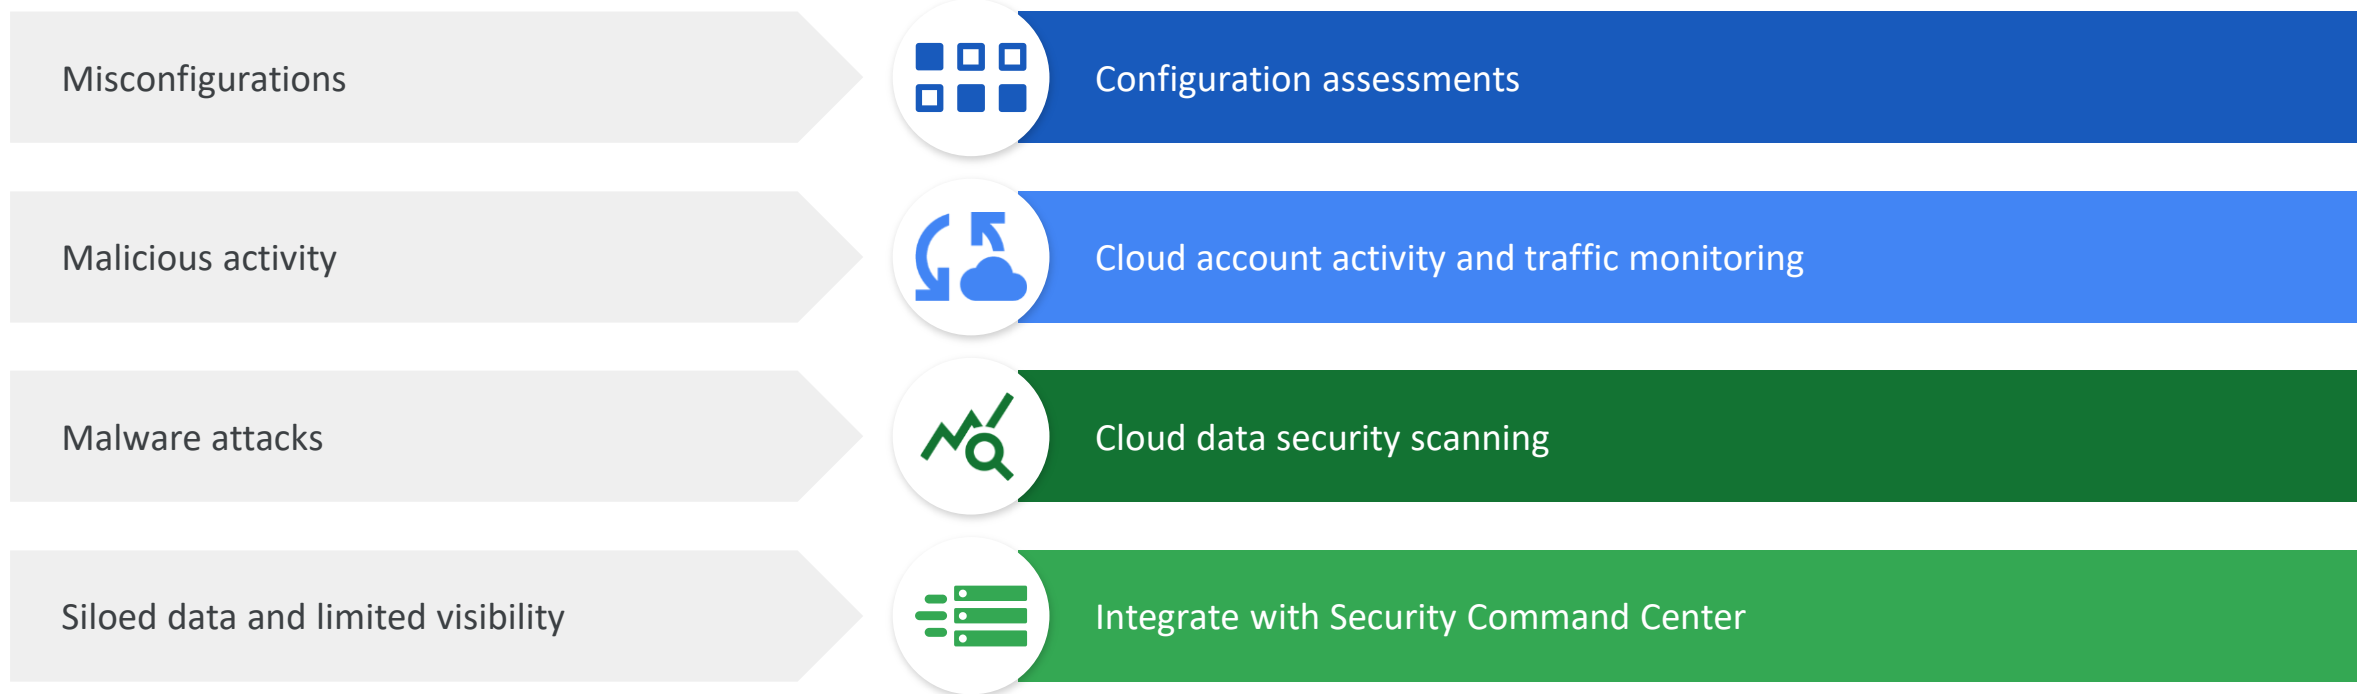 Misconfigurations
Configuration assessments
Malicious activity
Cloud account activity and traffic monitoring
Malware attacks
Cloud data security scanning
Siloed data and limited visibility
Integrate with Security Command Center